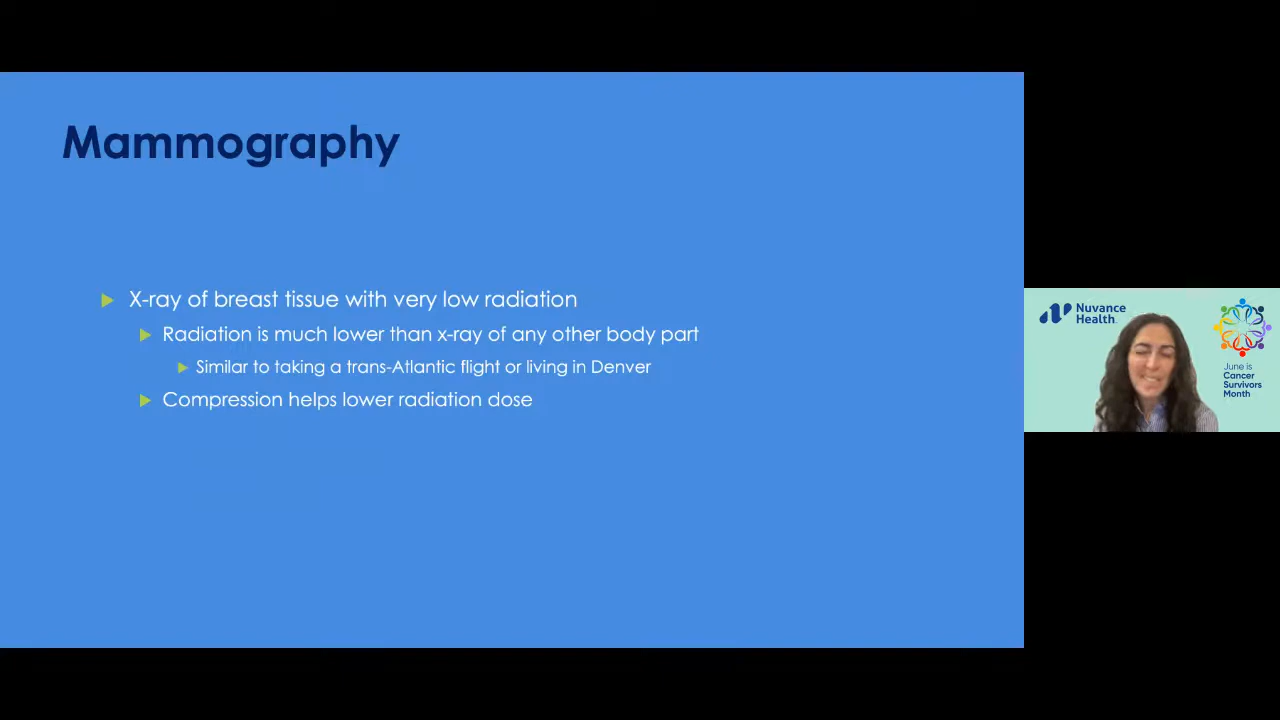 Mammography
X-ray of breast tissue with very low radiation
Radiation is much lower than x-ray of any other body part
Similar to taking a trans-Atlantic flight or living in Denver
Compression helps lower radiation dose
Nuvance
Health
June is
Cancer
Survivors
Month